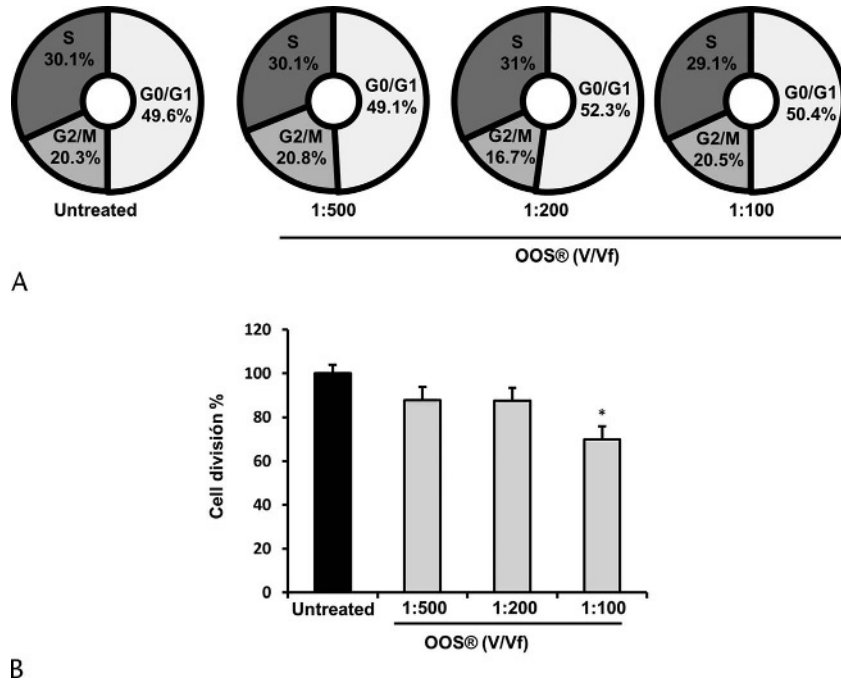 S
30.1%
G0/G1
49.6%
G2/M
20.3%
Untreated
S
30.1%
G0/G1
49.1%
G2/M
20.8%
1:500
S
31%
G0/G1
52.3%
G2/M
16.7%
1:200
S
29.1%
G0/G1
50.4%
G2/M
20.5%
1:100
OOS® (V/Vf)
A
120
100
80
60
40
20
0
Cell división %
*
Untreated
1:500
1:200
1:100
OOS® (V/Vf)
B